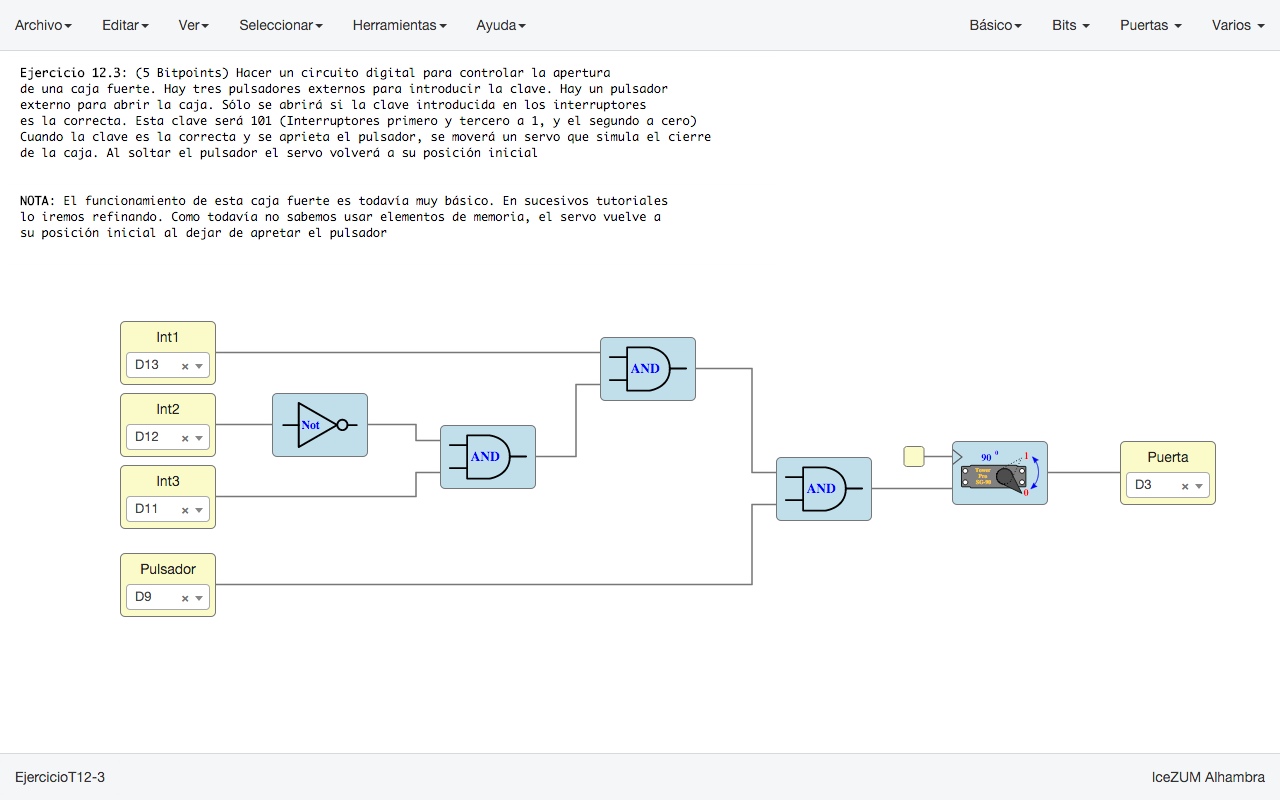 Archivo Editar Ver Seleccionar Herramientas Ayuda Básico Bits Puertas Varios
Ejercicio 12.3: (5 Bitpoints) Hacer un circuito digital para controlar la apertura
de una caja fuerte. Hay tres pulsadores externos para introducir la clave. Hay un pulsador
externo para abrir la caja. Sólo se abrirá si la clave introducida en los interruptores
es la correcta. Esta clave será 101 (Interruptores primero y tercero a 1, y el segundo a cero)
Cuando la clave es la correcta y se aprieta el pulsador, se moverá un servo que simula el cierre
de la caja. Al soltar el pulsador el servo volverá a su posición inicial
NOTA: El funcionamiento de esta caja fuerte es todavía muy básico. En sucesivos tutoriales
lo iremos refinando. Como todavía no sabemos usar elementos de memoria, el servo vuelve a
su posición inicial al dejar de apretar el pulsador
Int1
D13
AND
Int2
D12
Not
AND
Int3
D11
AND
90 º
1
Tower
Pro
SG-90
0
Puerta
D3
Pulsador
D9
EjercicioT12-3
IceZUM Alhambra